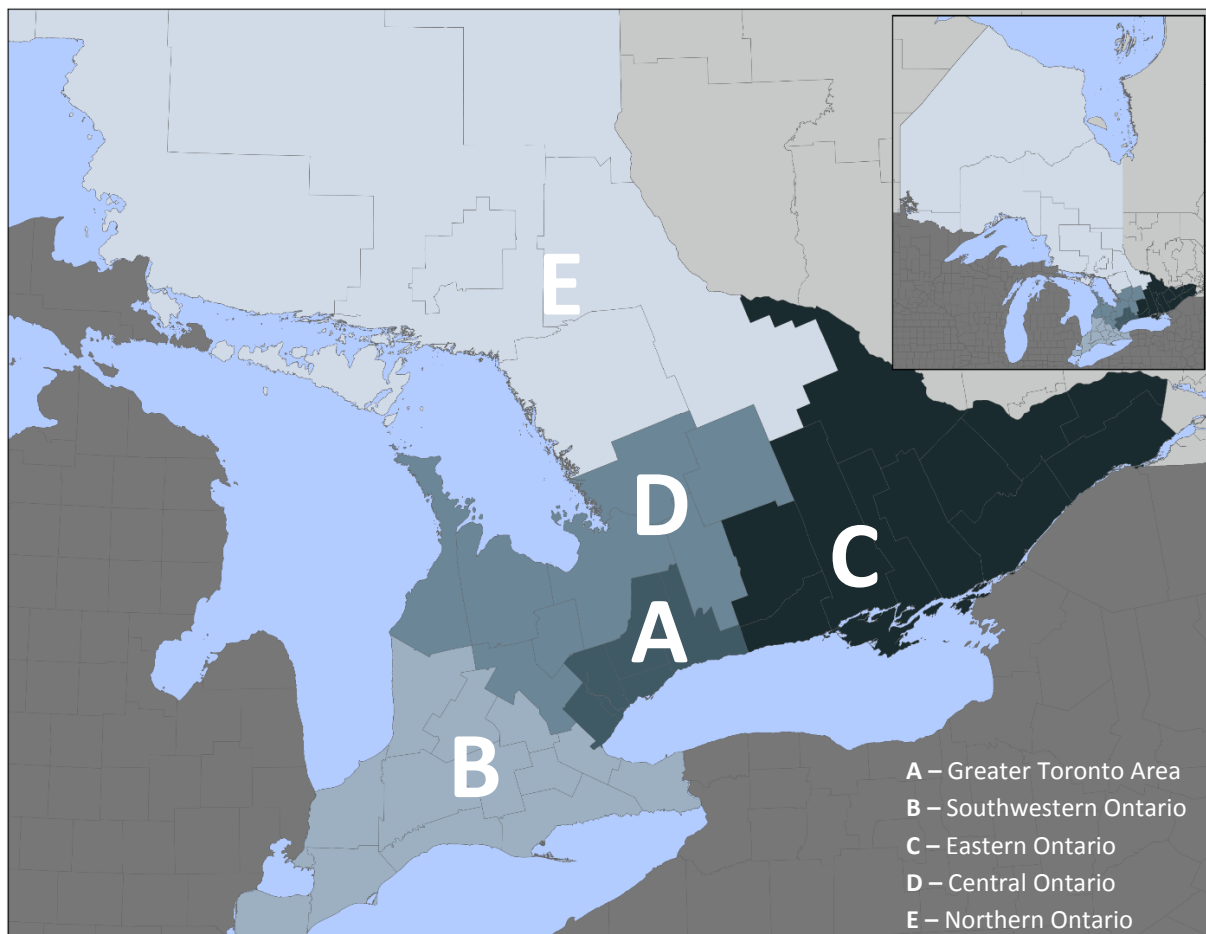 E
D
C
A
B
A – Greater Toronto Area
B – Southwestern Ontario
C – Eastern Ontario
D – Central Ontario
E – Northern Ontario